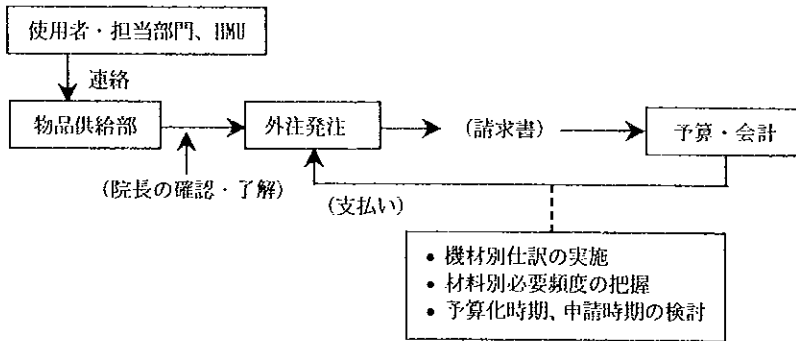 使用者・担当部門、HMU
連絡
物品供給部
外注発注
(請求書)
予算・会計
(院長の確認・了解)
(支払い)
• 機材別仕訳の実施
• 材料別必要頻度の把握
• 予算化時期、申請時期の検討